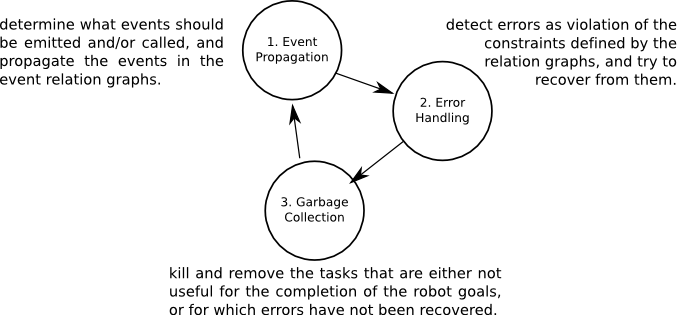 determine what events should
be emitted and/or called, and
propagate the events in the
event relation graphs.
1. Event
Propagation
detect errors as violation of the
constraints defined by the
relation graphs, and try to
recover from them.
2. Error
Handling
3. Garbage
Collection
kill and remove the tasks that are either not
useful for the completion of the robot goals,
or for which errors have not been recovered.